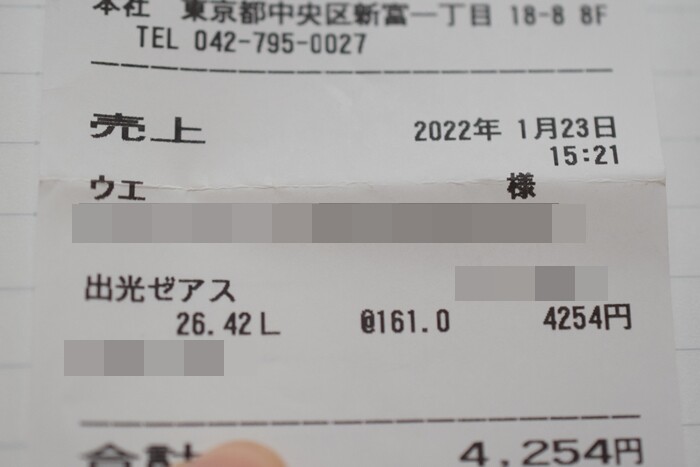 本社 東京都中央区新富一丁目 18-8 8F
TEL 042-795-0027
売上 2022年 1月23日
15:21
ウエ 様
出光ゼアス
26.42L @161.0 4254円
合計 4,254円